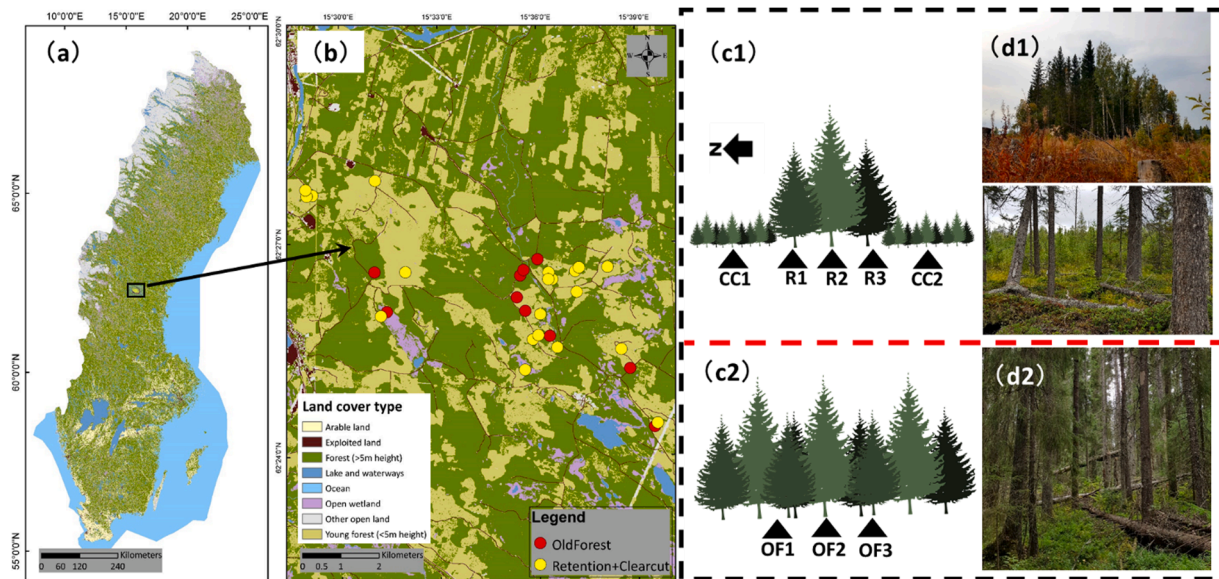 10°0'0"E 15°0'0"E 20°0'0"E 25°0'0"E
(a)
65°0'0"N
60°0'0"N
55°0'0"N
Kilometers
0 60 120 240
15°30'0"E 15°33'0"E 15°36'0"E 15°39'0"E
62°30'0"N
62°27'0"N
62°24'0"N
(b)
Land cover type
Arable land
Exploited land
Forest (>5m height)
Lake and waterways
Ocean
Open wetland
Other open land
Young forest (<5m height)
Kilometers
0 0.5 1 2
Legend
OldForest
Retention+Clearcut
(c1)
N
CC1 R1 R2 R3 CC2
(d1)
(c2)
OF1 OF2 OF3
(d2)